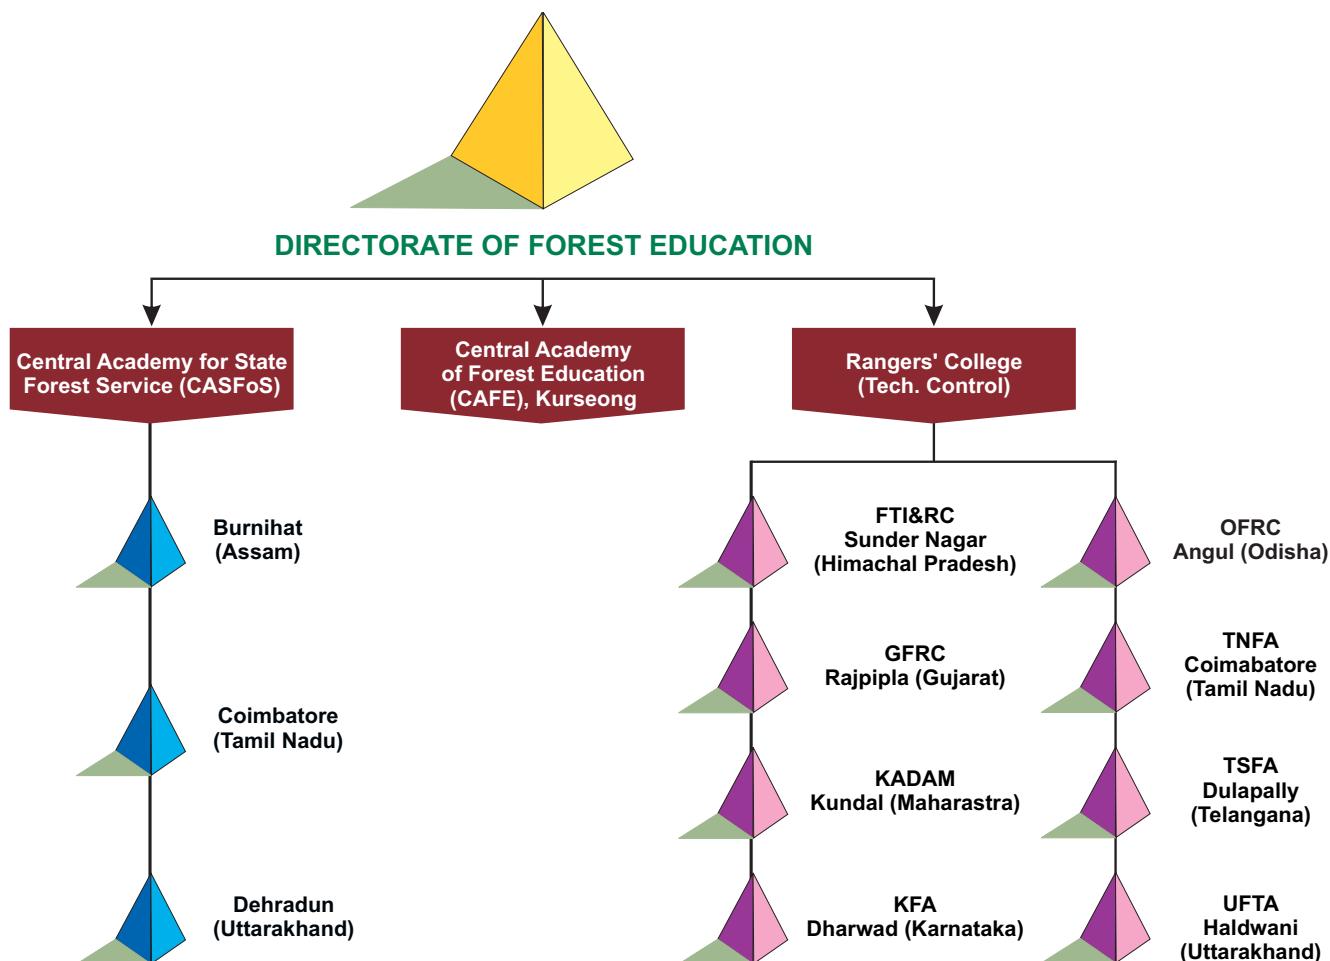 DIRECTORATE OF FOREST EDUCATION
Central Academy for State
Forest Service (CASFoS)
Central Academy
of Forest Education
(CAFE), Kurseong
Rangers' College
(Tech. Control)
Burnihat
(Assam)
Coimbatore
(Tamil Nadu)
Dehradun
(Uttarakhand)
FTI&RC
Sunder Nagar
(Himachal Pradesh)
GFRC
Rajpipla (Gujarat)
KADAM
Kundal (Maharastra)
KFA
Dharwad (Karnataka)
OFRC
Angul (Odisha)
TNFA
Coimabatore
(Tamil Nadu)
TSFA
Dulapally
(Telangana)
UFTA
Haldwani
(Uttarakhand)